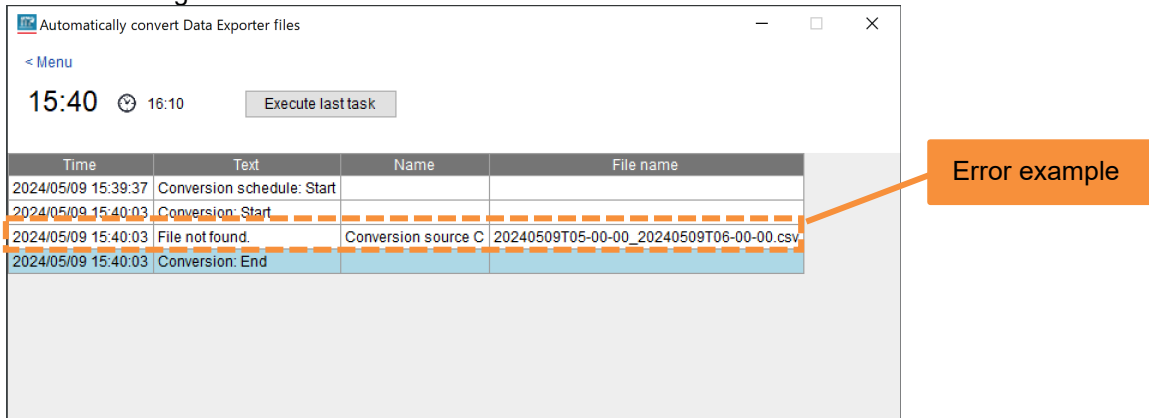 Automatically convert Data Exporter files
< Menu
15:40 16:10 Execute last task
Time Text Name File name
2024/05/09 15:39:37 Conversion schedule: Start
2024/05/09 15:40:03 Conversion: Start
2024/05/09 15:40:03 File not found. Conversion source C 20240509T05-00-00_20240509T06-00-00.csv
2024/05/09 15:40:03 Conversion: End
Error example